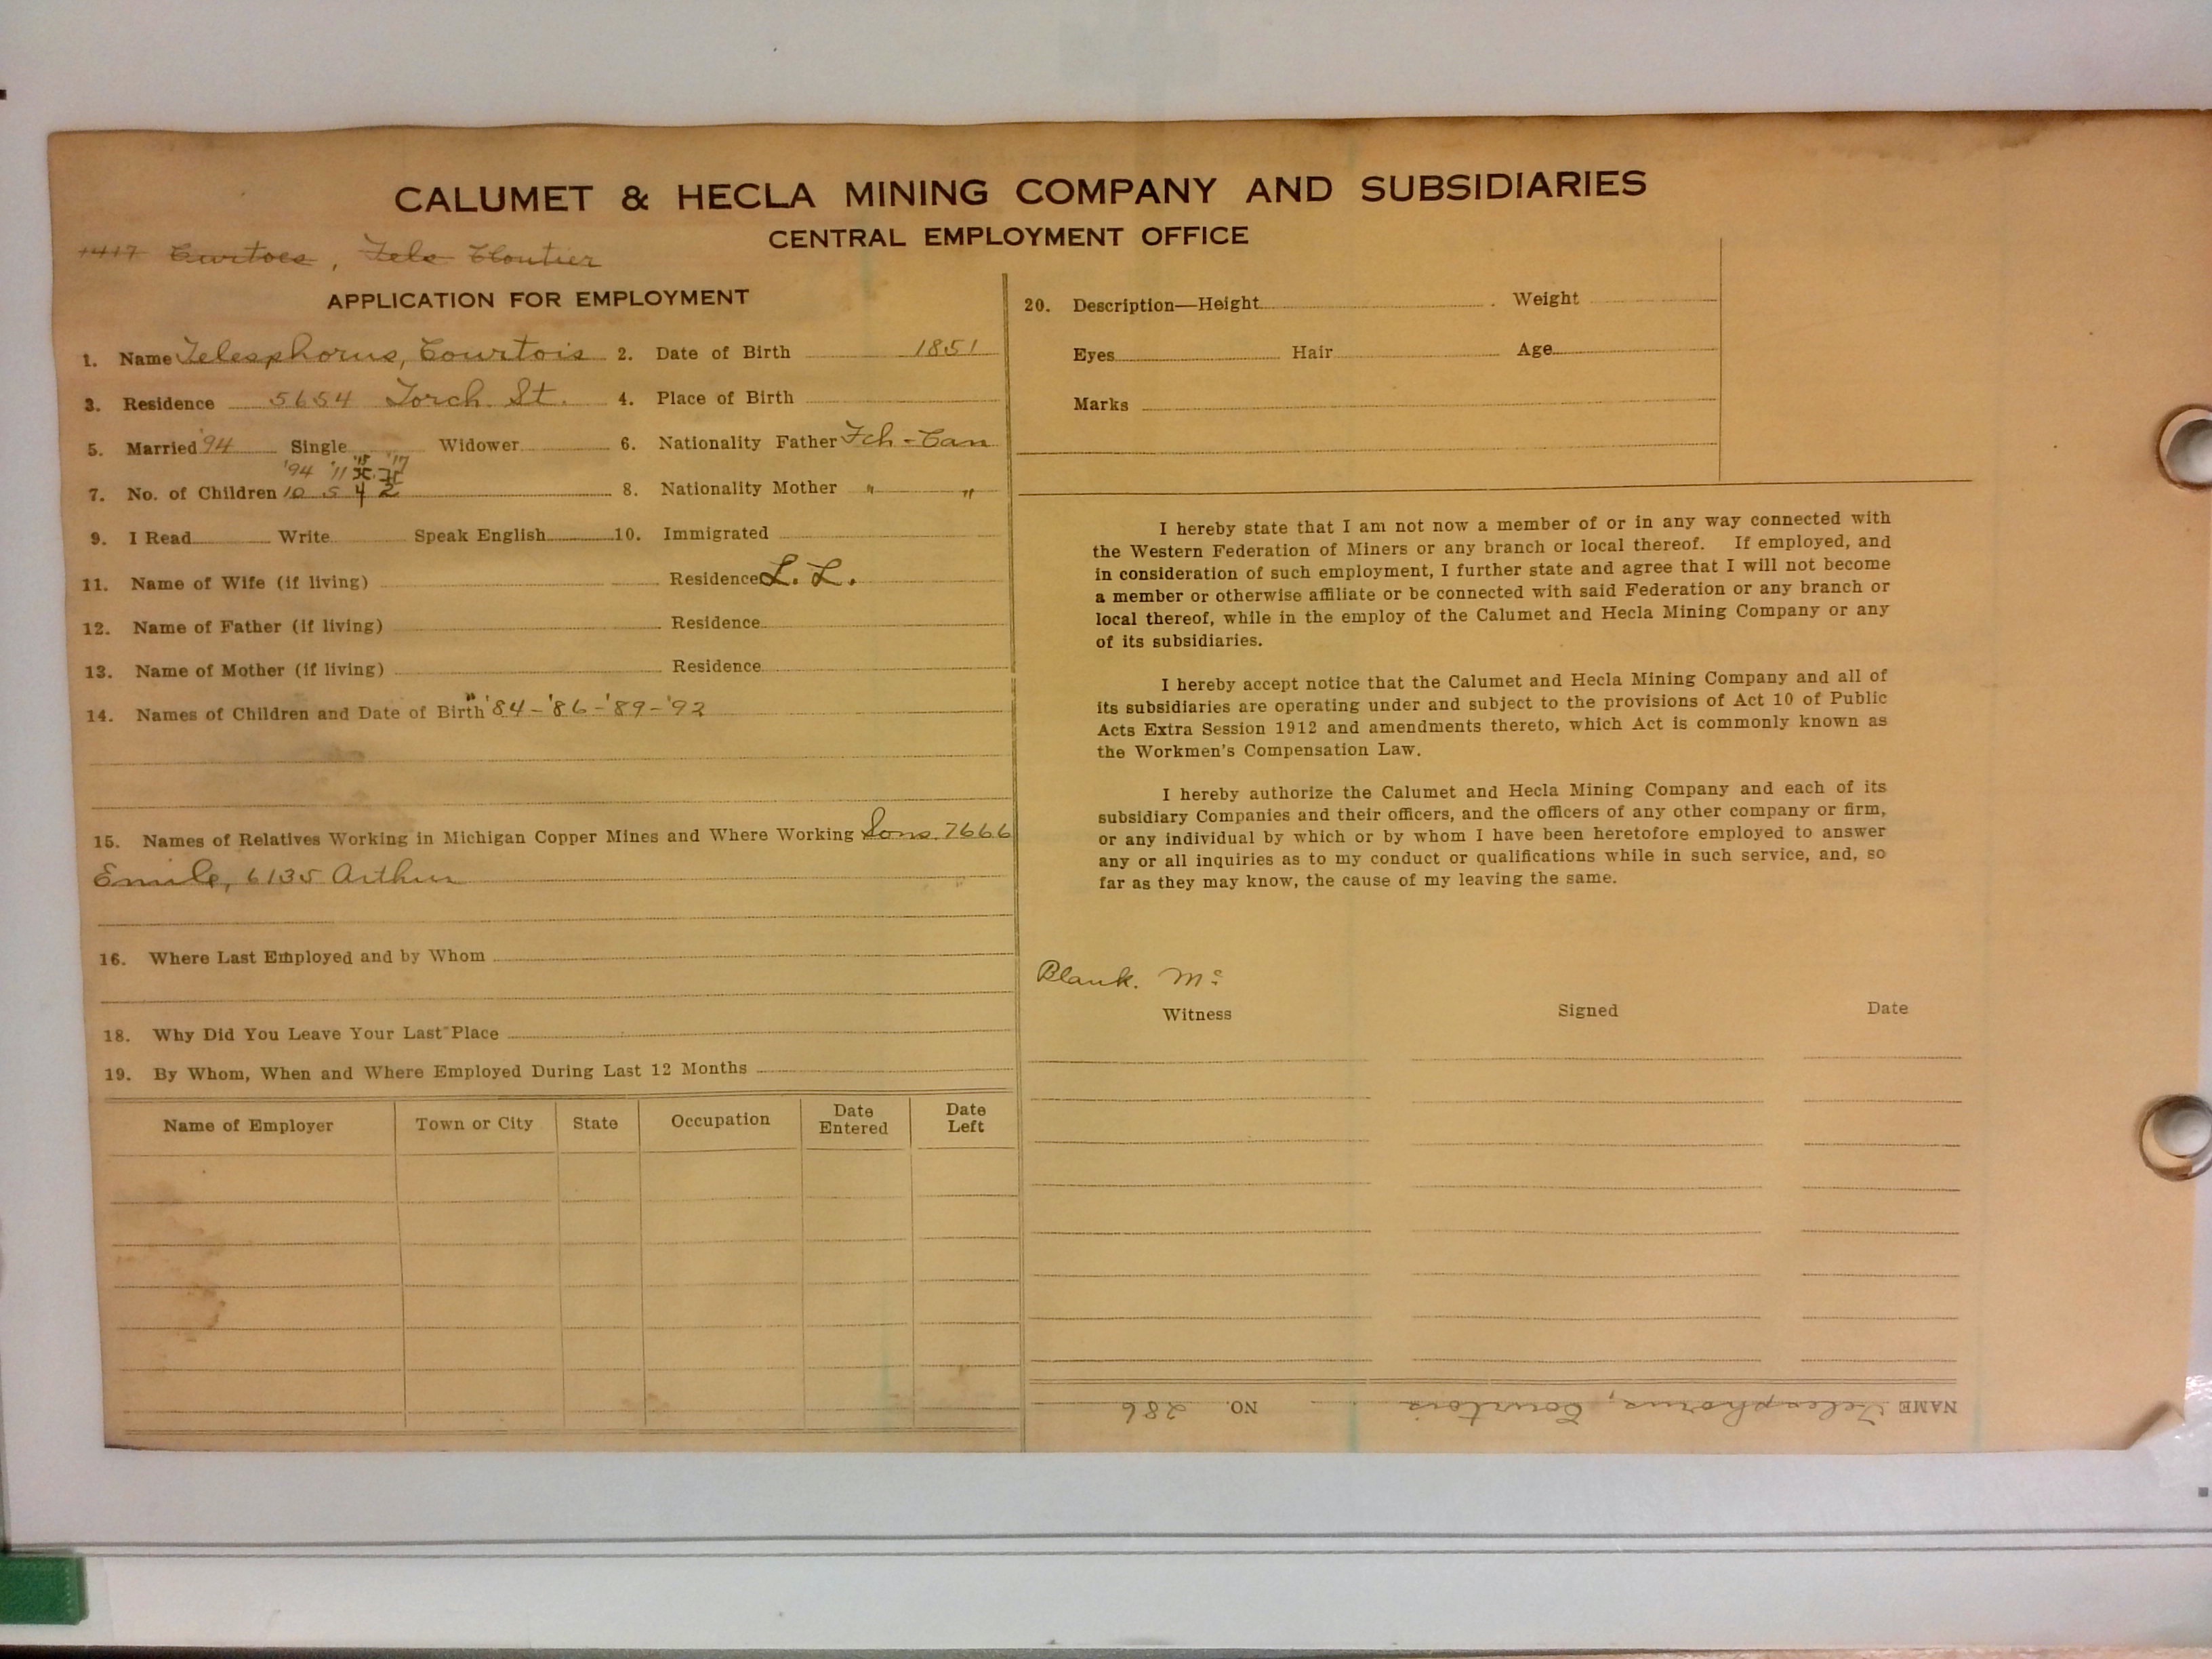 CALUMET & HECLA MINING COMPANY AND SUBSIDIARIES
CENTRAL EMPLOYMENT OFFICE
1417 Curtoes, Tele Cloutier
APPLICATION FOR EMPLOYMENT
1. Name Telesphorus, Courtois 2. Date of Birth 1851
3. Residence 5654 Torch St. 4. Place of Birth
5. Married '94 Single Widower 6. Nationality Father Fch-Can
'94 '11 '15 '17
7. No. of Children 10 5 4 2 8. Nationality Mother " "
9. I Read Write Speak English 10. Immigrated
11. Name of Wife (if living) Residence L. L.
12. Name of Father (if living) Residence
13. Name of Mother (if living) Residence
14. Names of Children and Date of Birth '84-'86-'89-'92
15. Names of Relatives Working in Michigan Copper Mines and Where Working Sons. 7666
Emile, 6135 Arthur
16. Where Last Employed and by Whom
18. Why Did You Leave Your Last Place
19. By Whom, When and Where Employed During Last 12 Months
Name of Employer Town or City State Occupation Date Entered Date Left
20. Description—Height Weight
Eyes Hair Age
Marks
I hereby state that I am not now a member of or in any way connected with
the Western Federation of Miners or any branch or local thereof. If employed, and
in consideration of such employment, I further state and agree that I will not become
a member or otherwise affiliate or be connected with said Federation or any branch or
local thereof, while in the employ of the Calumet and Hecla Mining Company or any
of its subsidiaries.
I hereby accept notice that the Calumet and Hecla Mining Company and all of
its subsidiaries are operating under and subject to the provisions of Act 10 of Public
Acts Extra Session 1912 and amendments thereto, which Act is commonly known as
the Workmen's Compensation Law.
I hereby authorize the Calumet and Hecla Mining Company and each of its
subsidiary Companies and their officers, and the officers of any other company or firm,
or any individual by which or by whom I have been heretofore employed to answer
any or all inquiries as to my conduct or qualifications while in such service, and, so
far as they may know, the cause of my leaving the same.
Blank. Mc
Witness Signed Date
NAME Telesphorus, Courtois NO. 286